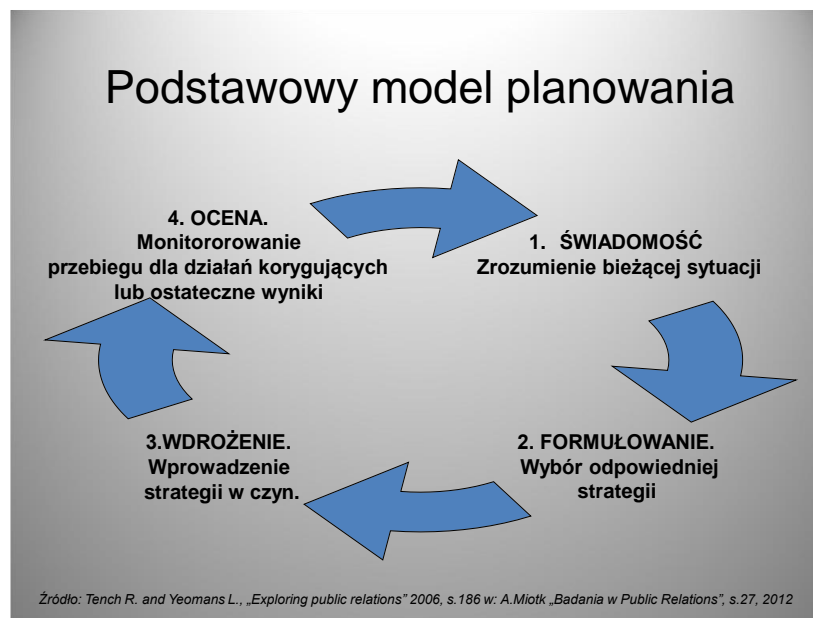 Podstawowy model planowania
4. OCENA.
Monitororowanie
przebiegu dla działań korygujących
lub ostateczne wyniki
1. ŚWIADOMOŚĆ
Zrozumienie bieżącej sytuacji
2. FORMUŁOWANIE.
Wybór odpowiedniej
strategii
3.WDROŻENIE.
Wprowadzenie
strategii w czyn.
Źródło: Tench R. and Yeomans L., „Exploring public relations” 2006, s.186 w: A.Miotk „Badania w Public Relations”, s.27, 2012